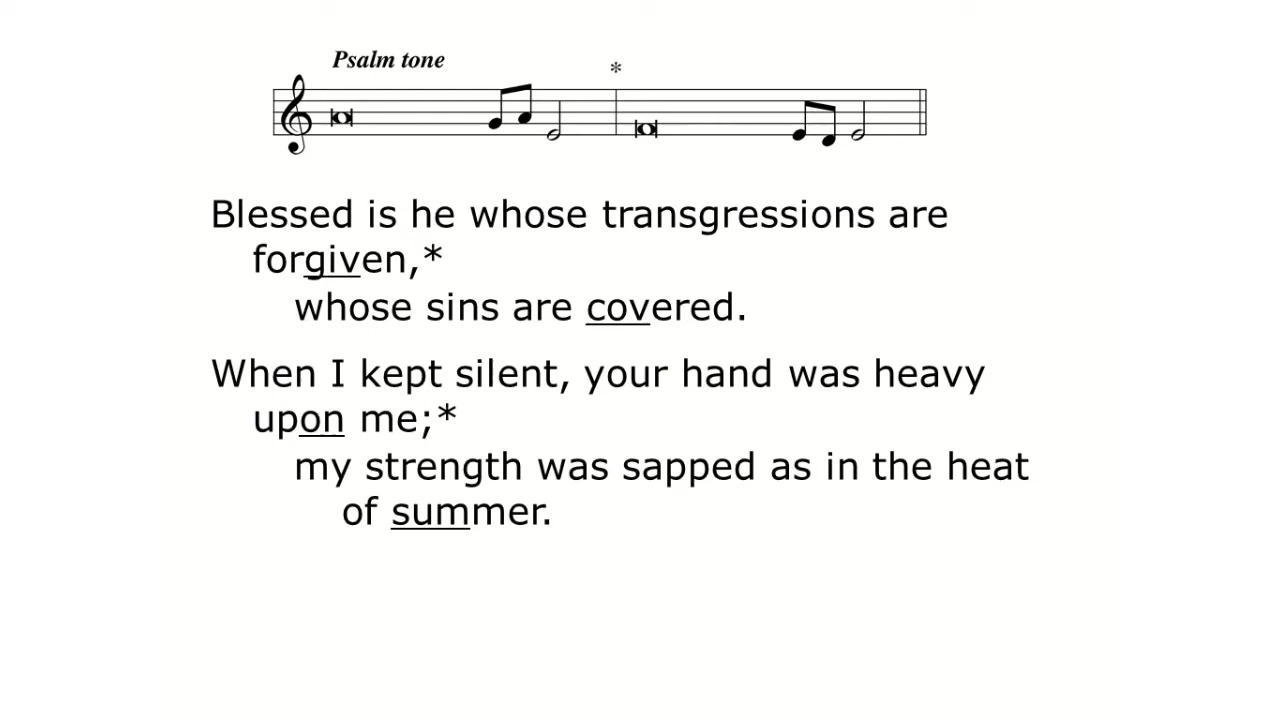 Psalm tone
*
Blessed is he whose transgressions are
forgiven,*
whose sins are covered.
When I kept silent, your hand was heavy
upon me;*
my strength was sapped as in the heat
of summer.